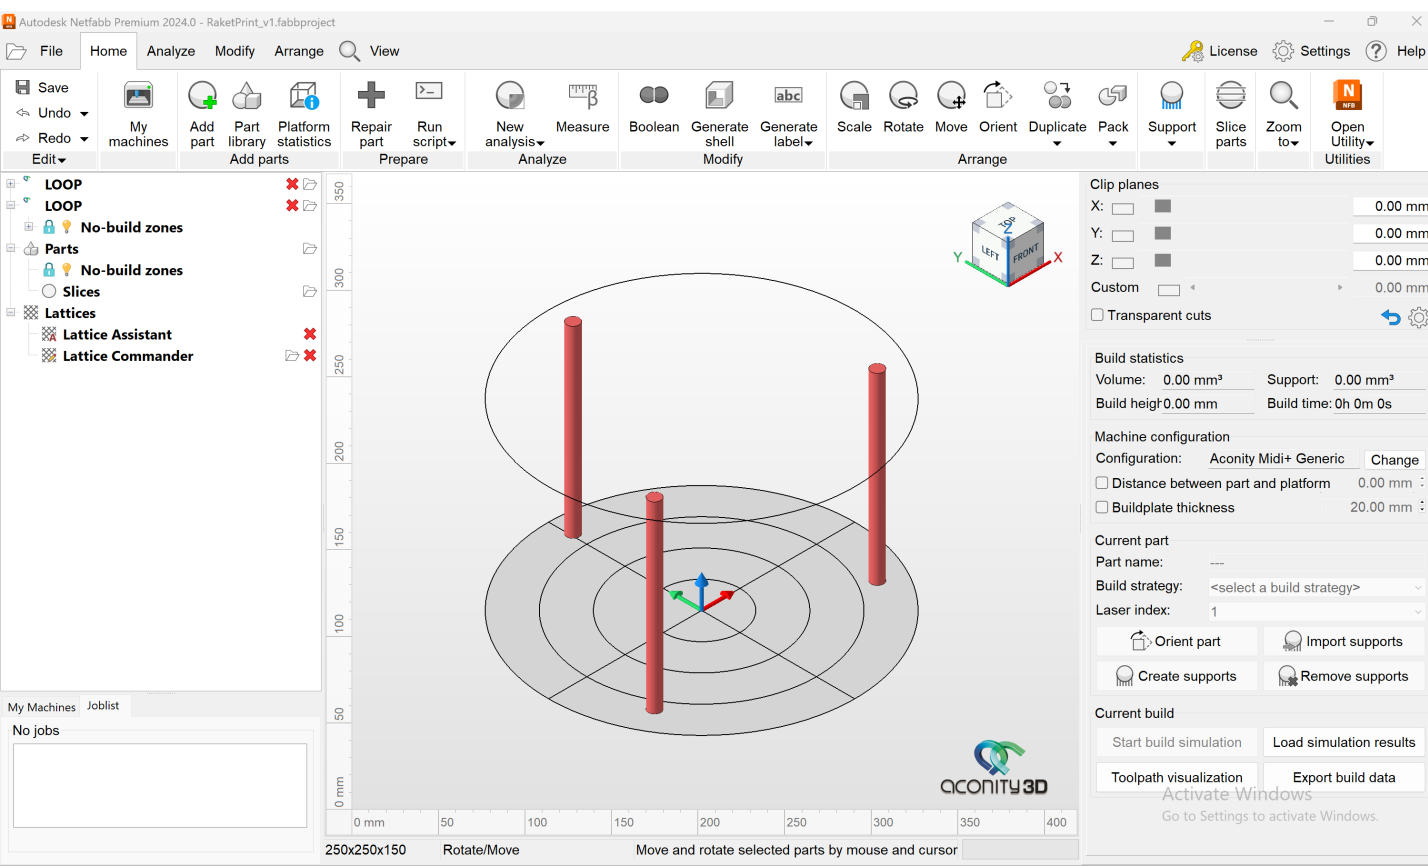 Autodesk Netfabb Premium 2024.0 - RaketPrint_v1.fabbproject
File Home Analyze Modify Arrange View License Settings Help
Save
Undo
Redo
Edit
My machines
Add part
Part library
Platform statistics
Add parts
Repair part
Run script
Prepare
New analysis
Measure
Analyze
Boolean
Generate shell
abc
Generate label
Modify
Scale
Rotate
Move
Orient
Duplicate
Pack
Arrange
Support
Slice parts
Zoom to
N
NFB
Open Utility
Utilities
LOOP
LOOP
No-build zones
Parts
No-build zones
Slices
Lattices
Lattice Assistant
Lattice Commander
My Machines Joblist
No jobs
350
300
250
200
150
100
50
0 mm
0 mm 50 100 150 200 250 300 350 400
TOP
Z
LEFT
FRONT
Y
X
aconity3D
250x250x150 Rotate/Move Move and rotate selected parts by mouse and cursor
Clip planes
X: 0.00 mm
Y: 0.00 mm
Z: 0.00 mm
Custom 0.00 mm
Transparent cuts
Build statistics
Volume: 0.00 mm³ Support: 0.00 mm³
Build heigh 0.00 mm Build time: 0h 0m 0s
Machine configuration
Configuration: Aconity Midi+ Generic Change
Distance between part and platform 0.00 mm
Buildplate thickness 20.00 mm
Current part
Part name: ---
Build strategy: <select a build strategy>
Laser index: 1
Orient part Import supports
Create supports Remove supports
Current build
Start build simulation Load simulation results
Toolpath visualization Export build data
Activate Windows
Go to Settings to activate Windows.